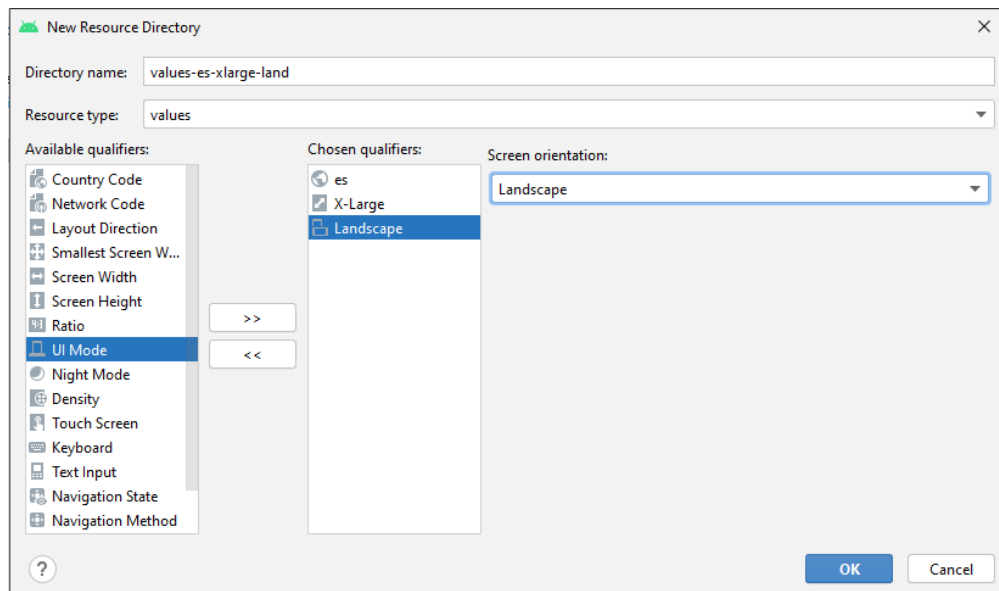 New Resource Directory
Directory name: values-es-xlarge-land
Resource type: values
Available qualifiers:
Country Code
Network Code
Layout Direction
Smallest Screen W...
Screen Width
Screen Height
Ratio
UI Mode
Night Mode
Density
Touch Screen
Keyboard
Text Input
Navigation State
Navigation Method
>>
<<
Chosen qualifiers:
es
X-Large
Landscape
Screen orientation:
Landscape
?
OK Cancel